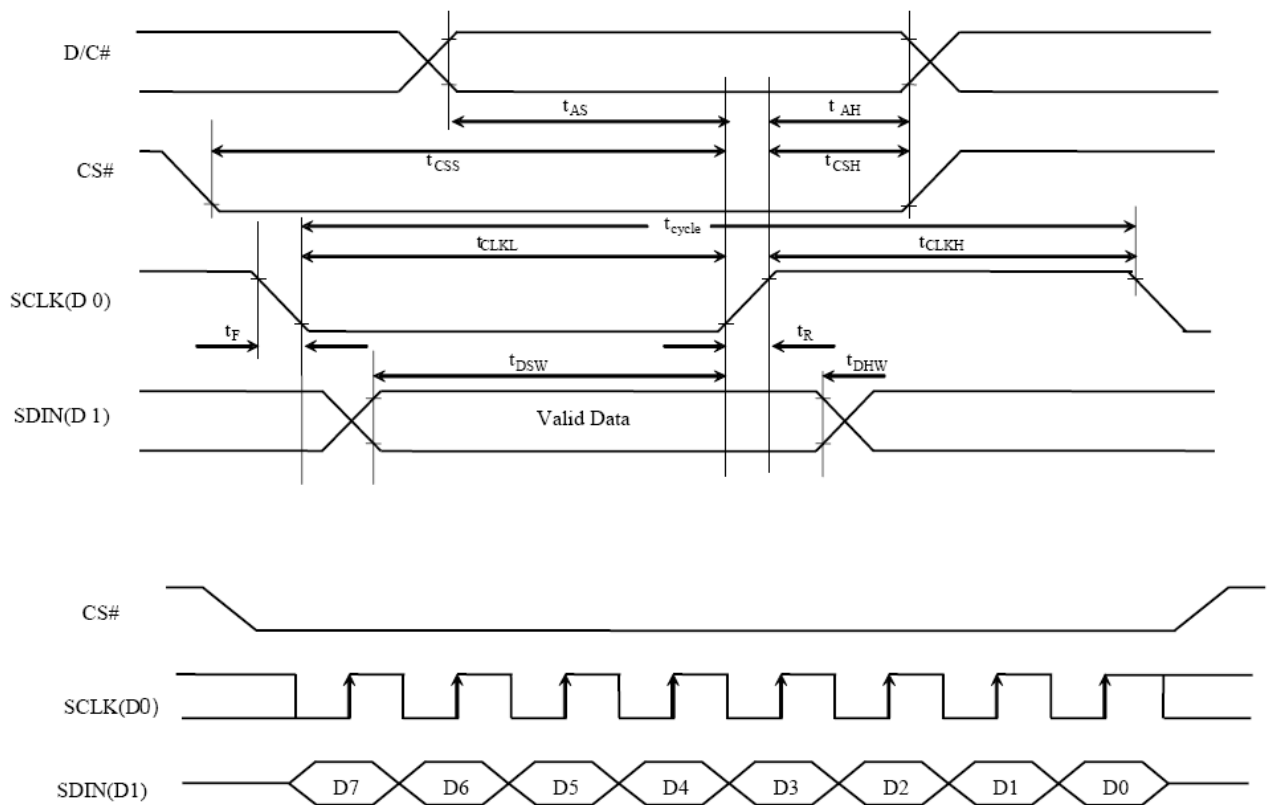 D/C#
tAS
t AH
CS#
tCSS
tCSH
tcycle
tCLKL
tCLKH
SCLK(D 0)
tF
tR
tDSW
tDHW
SDIN(D 1)
Valid Data
CS#
SCLK(D0)
SDIN(D1)
D7 D6 D5 D4 D3 D2 D1 D0